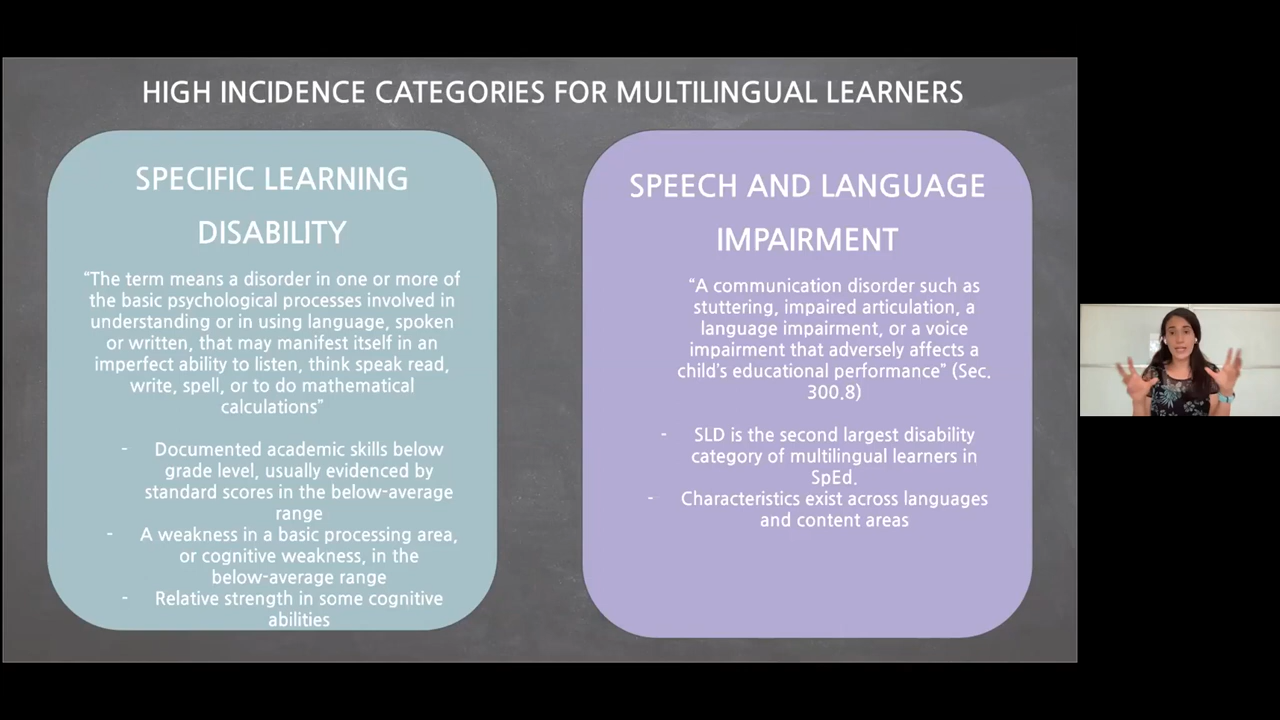 HIGH INCIDENCE CATEGORIES FOR MULTILINGUAL LEARNERS
SPECIFIC LEARNING
DISABILITY
“The term means a disorder in one or more of
the basic psychological processes involved in
understanding or in using language, spoken
or written, that may manifest itself in an
imperfect ability to listen, think speak read,
write, spell, or to do mathematical
calculations”
- Documented academic skills below
grade level, usually evidenced by
standard scores in the below-average
range
- A weakness in a basic processing area,
or cognitive weakness, in the
below-average range
- Relative strength in some cognitive
abilities
SPEECH AND LANGUAGE
IMPAIRMENT
“A communication disorder such as
stuttering, impaired articulation, a
language impairment, or a voice
impairment that adversely affects a
child's educational performance” (Sec.
300.8)
- SLD is the second largest disability
category of multilingual learners in
SpEd.
- Characteristics exist across languages
and content areas